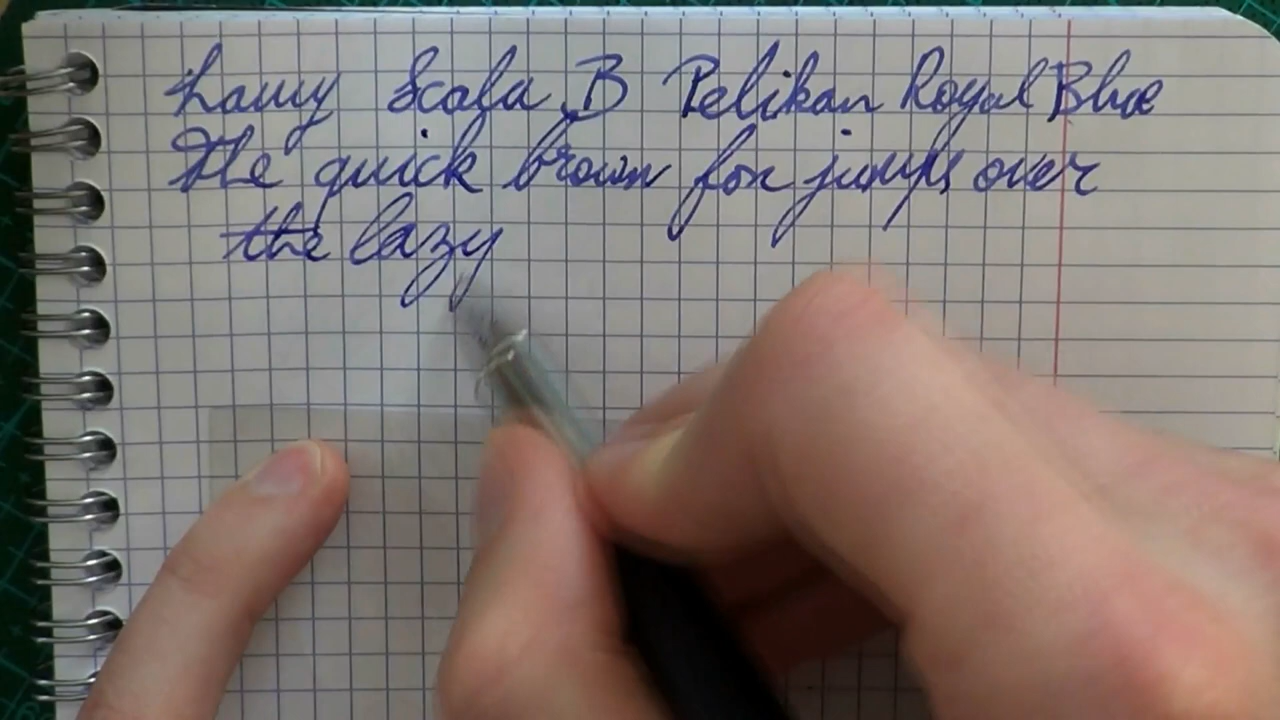 Lamy Scala B Pelikan Royal Blue
The quick brown fox jumps over
the lazy